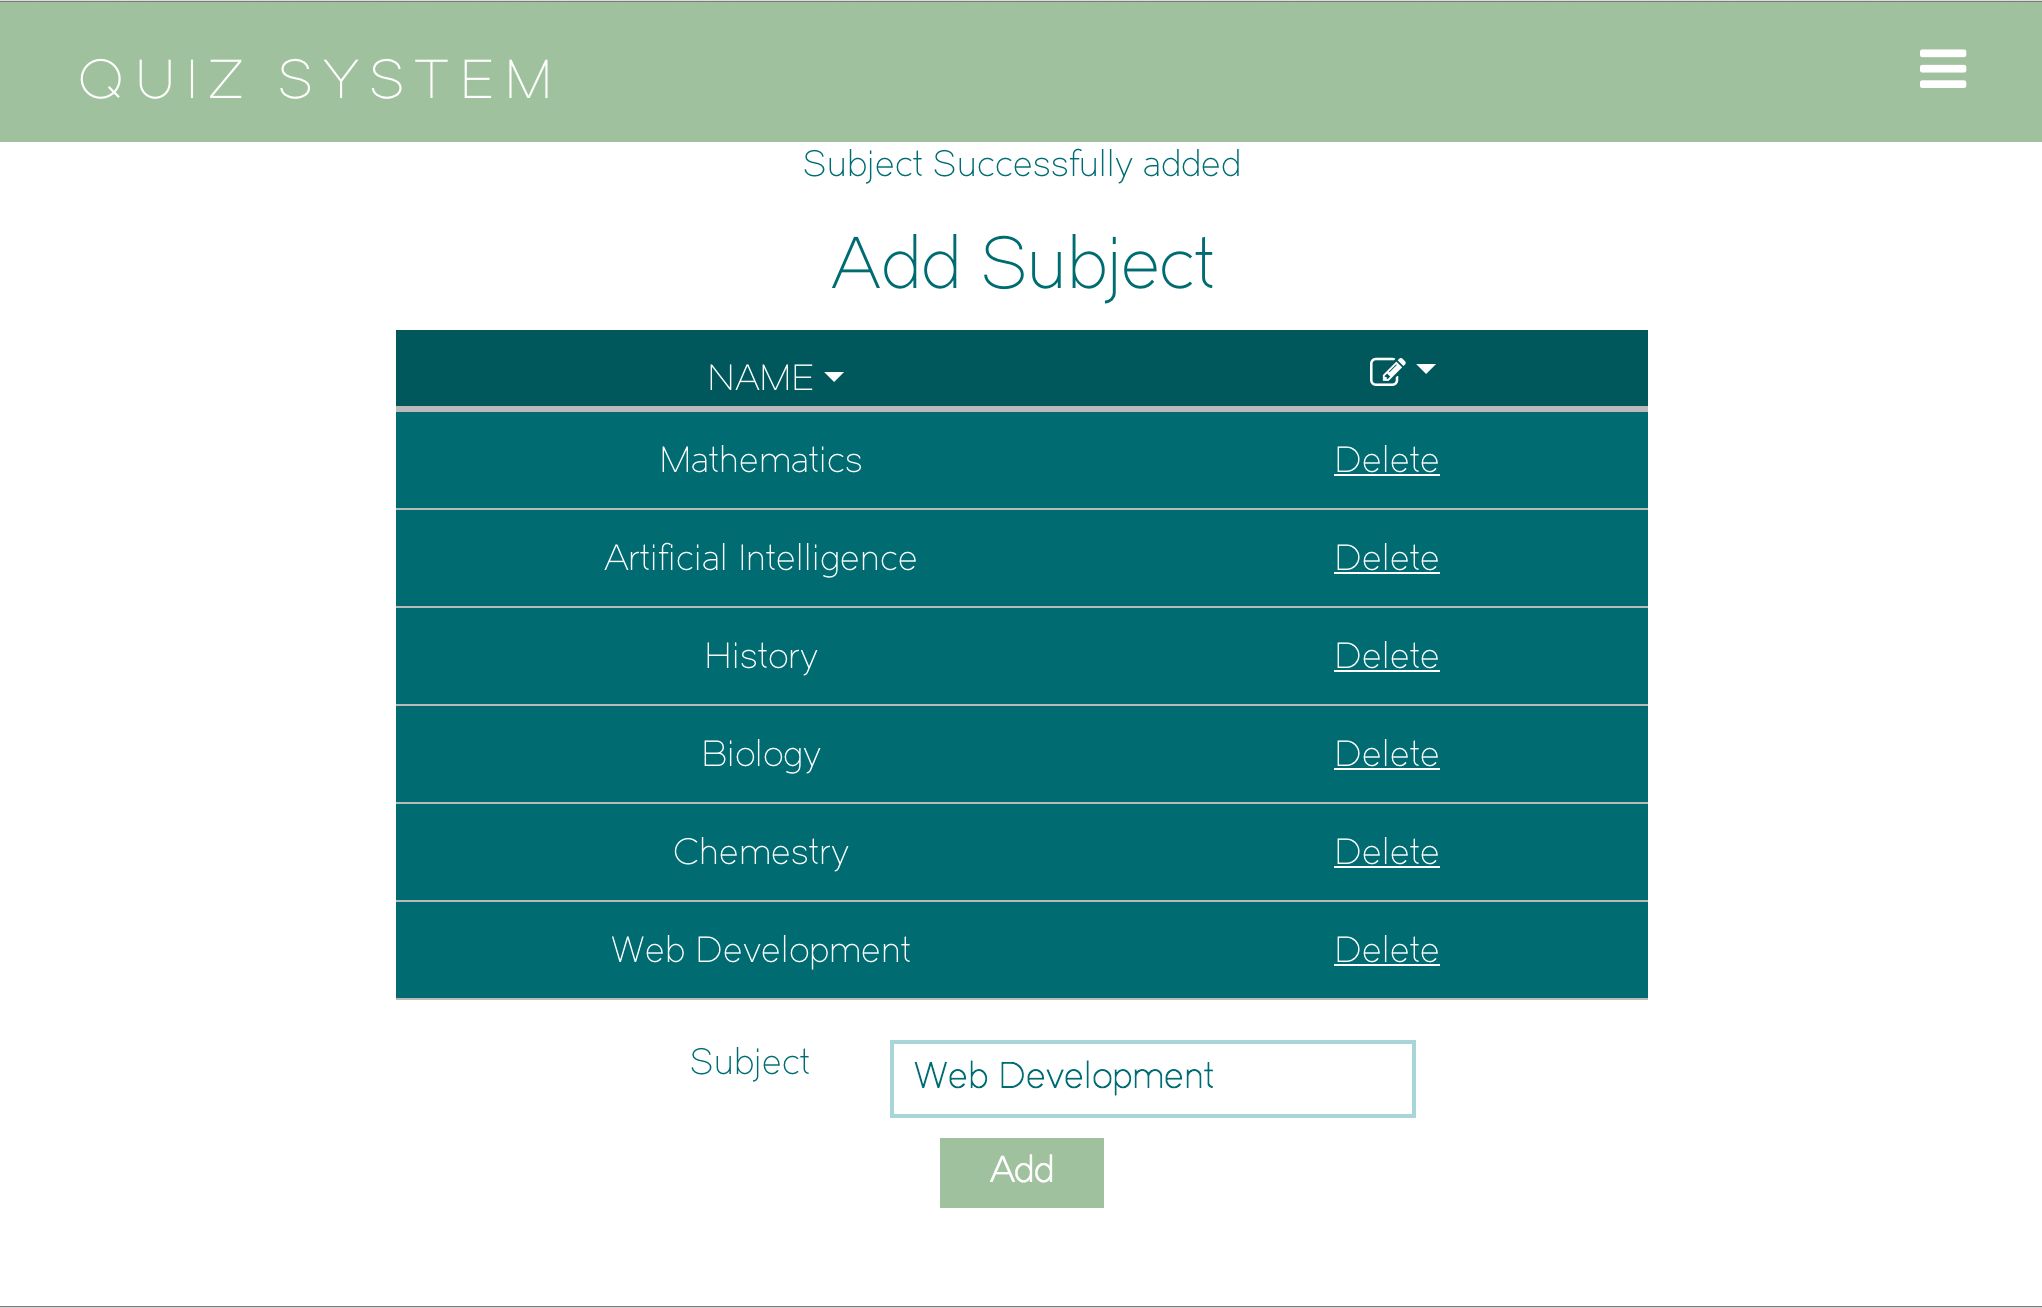 QUIZ SYSTEM
Subject Successfully added
Add Subject
NAME
Mathematics Delete
Artificial Intelligence Delete
History Delete
Biology Delete
Chemestry Delete
Web Development Delete
Subject Web Development
Add